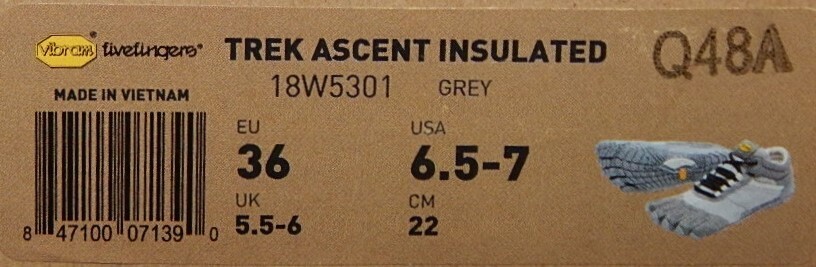 vibram fivefingers®
TREK ASCENT INSULATED
Q48A
18W5301 GREY
MADE IN VIETNAM
EU
36
USA
6.5-7
UK
5.5-6
CM
22
8 47100 07139 0